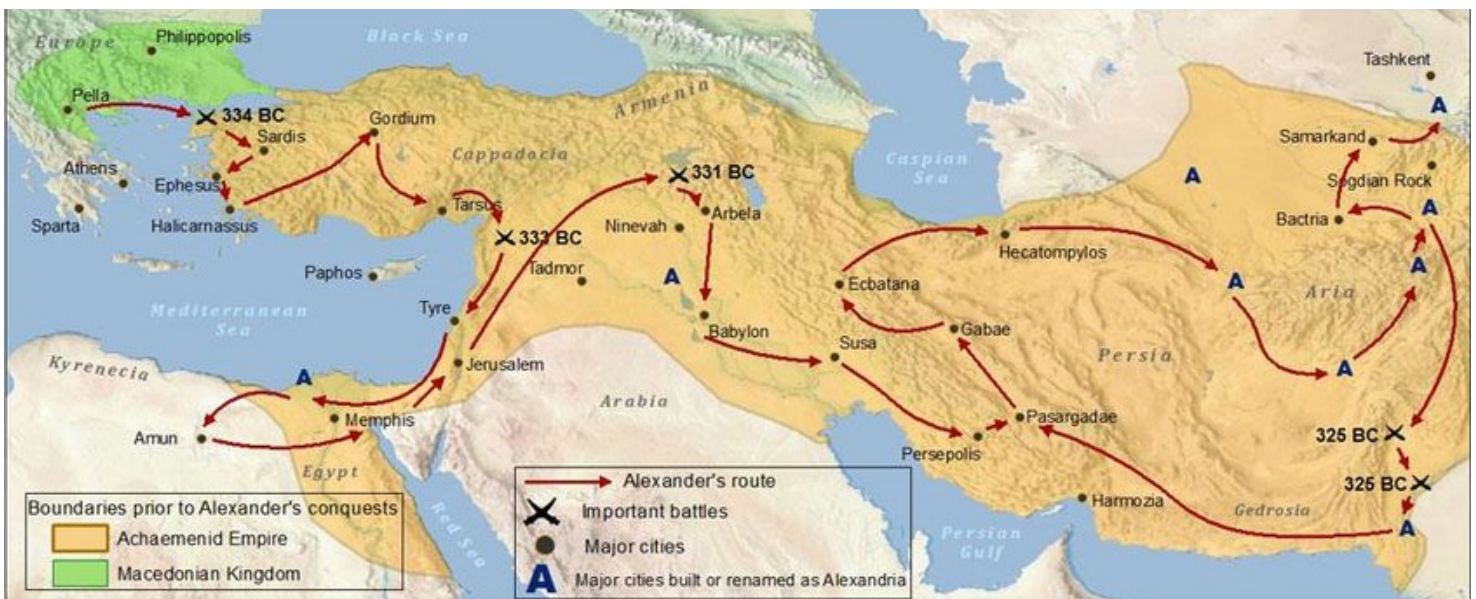 Europe
Philippopolis
Black Sea
Tashkent
Pella
A
334 BC
Gordium
Armenia
Samarkand
Sardis
Cappadocia
Caspian
Sea
Athens
Ephesus
331 BC
A
Sogdian Rock
Sparta
Halicarnassus
Tarsus
Ninevah
Arbela
Bactria
A
333 BC
Hecatompylos
Paphos
Tadmor
A
Ecbatana
A
A
Aria
Mediterranean
Sea
Tyre
Babylon
Susa
Gabae
Persia
Kyrenecia
A
Jerusalem
A
Arabia
Memphis
Pasargadae
Amun
Persepolis
325 BC
Egypt
325 BC
Harmozia
Gedrosia
A
Red Sea
Persian
Gulf
Boundaries prior to Alexander's conquests
Achaemenid Empire
Macedonian Kingdom
Alexander's route
Important battles
Major cities
A Major cities built or renamed as Alexandria